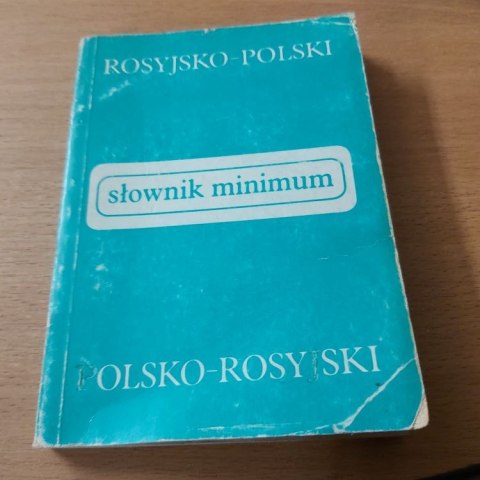 ROSYJSKO-POLSKI
słownik minimum
POLSKO-ROSYJSKI